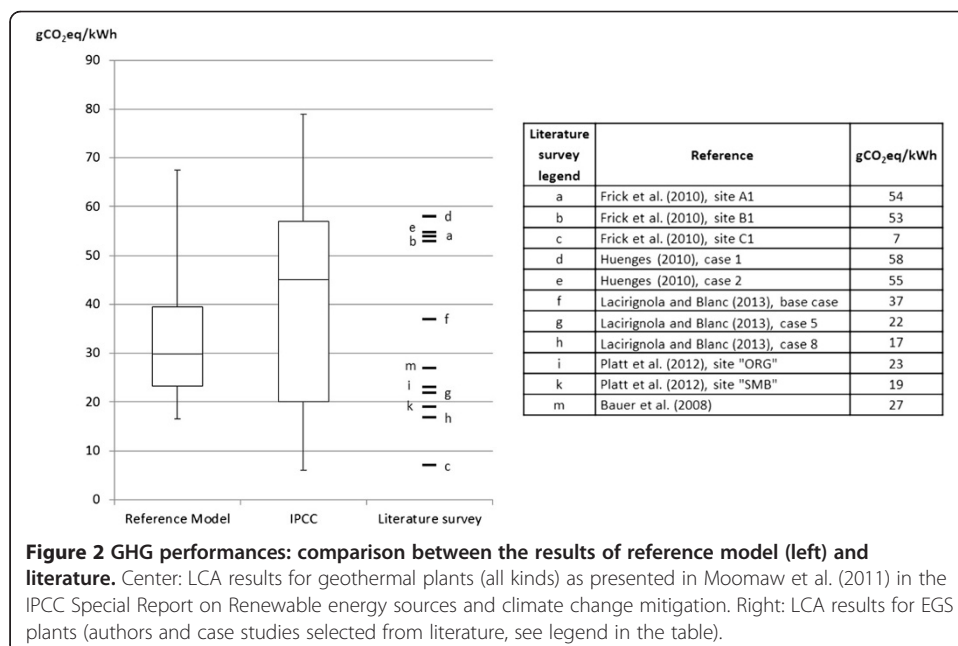 gCO₂eq/kWh
90
80
70
60
50
40
30
20
10
0
d
e
a
b
f
m
i
g
k
h
c
Reference Model IPCC Literature survey
Literature survey legend Reference gCO₂eq/kWh
a Frick et al. (2010), site A1 54
b Frick et al. (2010), site B1 53
c Frick et al. (2010), site C1 7
d Huenges (2010), case 1 58
e Huenges (2010), case 2 55
f Lacirignola and Blanc (2013), base case 37
g Lacirignola and Blanc (2013), case 5 22
h Lacirignola and Blanc (2013), case 8 17
i Platt et al. (2012), site "ORG" 23
k Platt et al. (2012), site "SMB" 19
m Bauer et al. (2008) 27
Figure 2 GHG performances: comparison between the results of reference model (left) and
literature. Center: LCA results for geothermal plants (all kinds) as presented in Moomaw et al. (2011) in the
IPCC Special Report on Renewable energy sources and climate change mitigation. Right: LCA results for EGS
plants (authors and case studies selected from literature, see legend in the table).